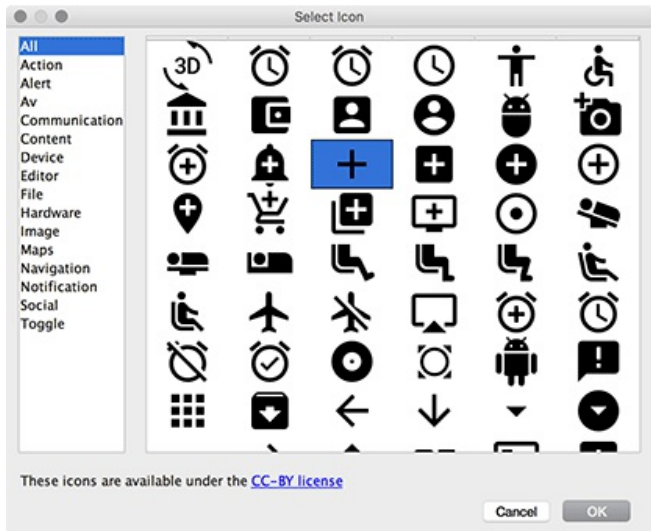 Select Icon
All
Action
Alert
Av
Communication
Content
Device
Editor
File
Hardware
Image
Maps
Navigation
Notification
Social
Toggle
3D
These icons are available under the CC-BY license
Cancel
OK